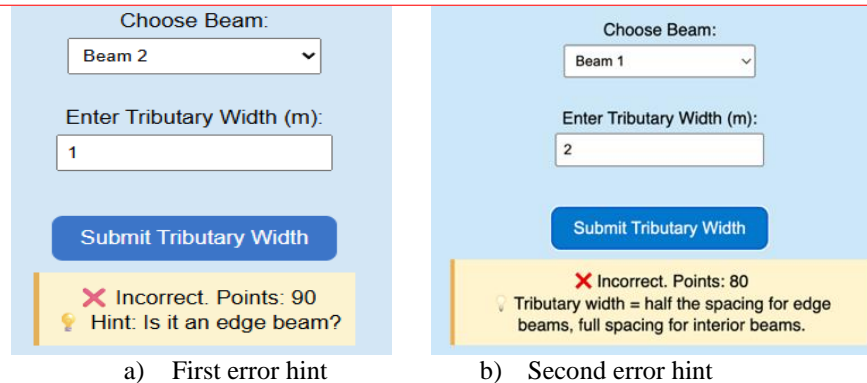 Choose Beam:
Beam 2
Enter Tributary Width (m):
1
Submit Tributary Width
❌ Incorrect. Points: 90
💡 Hint: Is it an edge beam?
a) First error hint
Choose Beam:
Beam 1
Enter Tributary Width (m):
2
Submit Tributary Width
❌ Incorrect. Points: 80
💡 Tributary width = half the spacing for edge
beams, full spacing for interior beams.
b) Second error hint